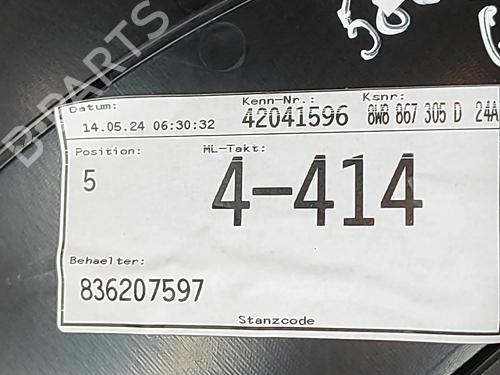 Datum: Kenn-Nr.: Ksnr:
14.05.24 06:30:32 42041596 8W8 867 305 D 24A
Position: ML-Takt:
5 4-414
Behaelter:
836207597
Stanzcode
B-PARTS